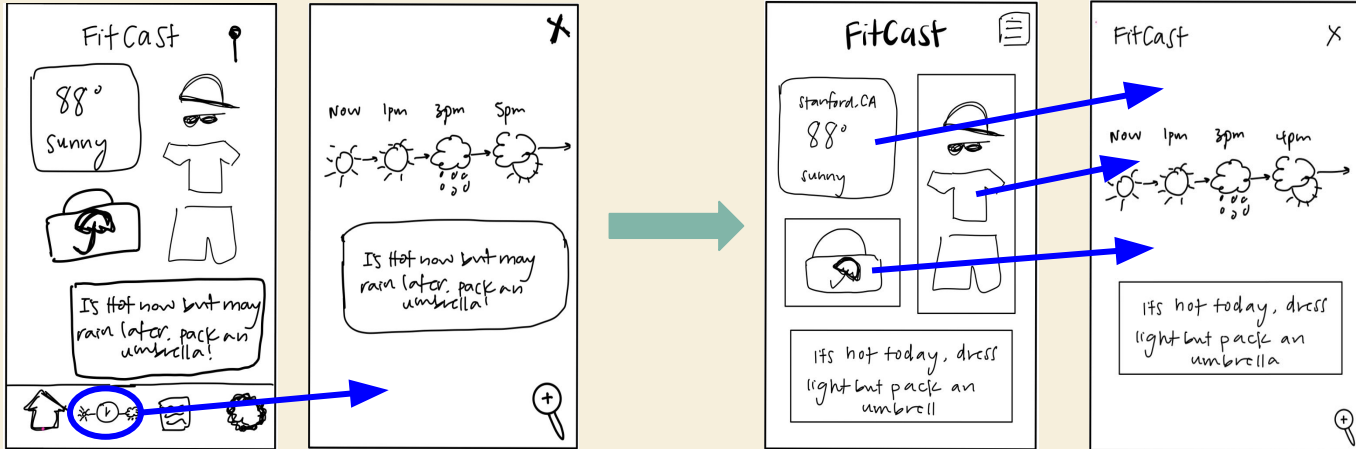 FitCast
88°
sunny
Is Hot now but may
rain later, pack an
umbrella!
X
Now 1pm 3pm 5pm
Is Hot now but may
rain later, pack an
umbrella!
FitCast
Stanford, CA
88°
sunny
Its hot today, dress
light but pack an
umbrell
FitCast X
Now 1pm 3pm 4pm
Its hot today, dress
light but pack an
umbrella